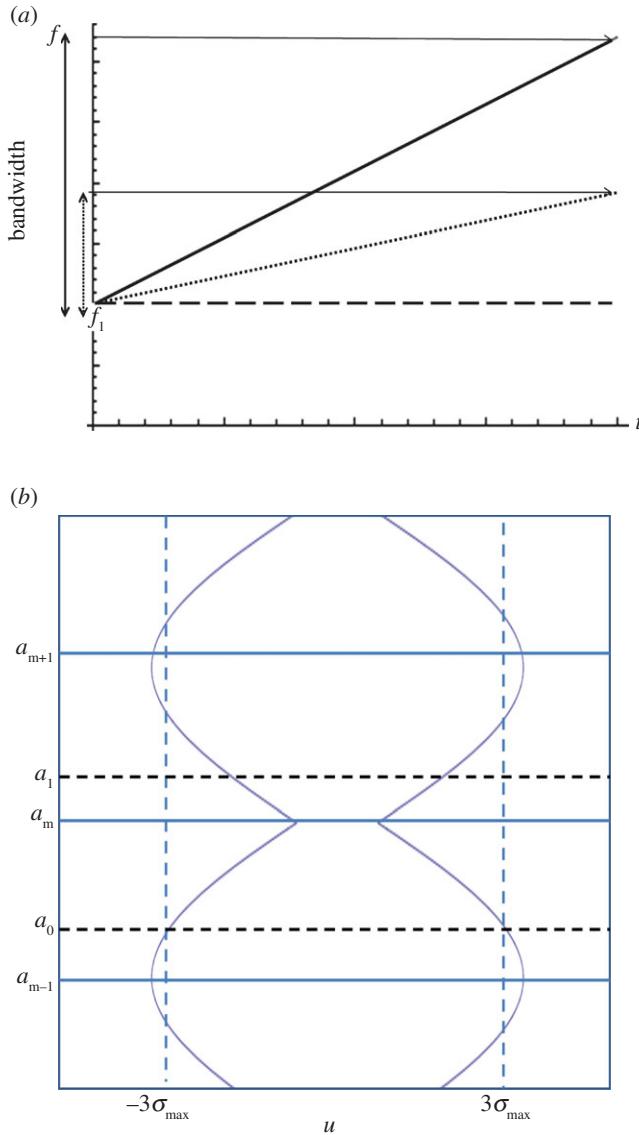 (a)
f
bandwidth
f1
t
(b)
am+1
a1
am
a0
am–1
–3σmax
3σmax
u